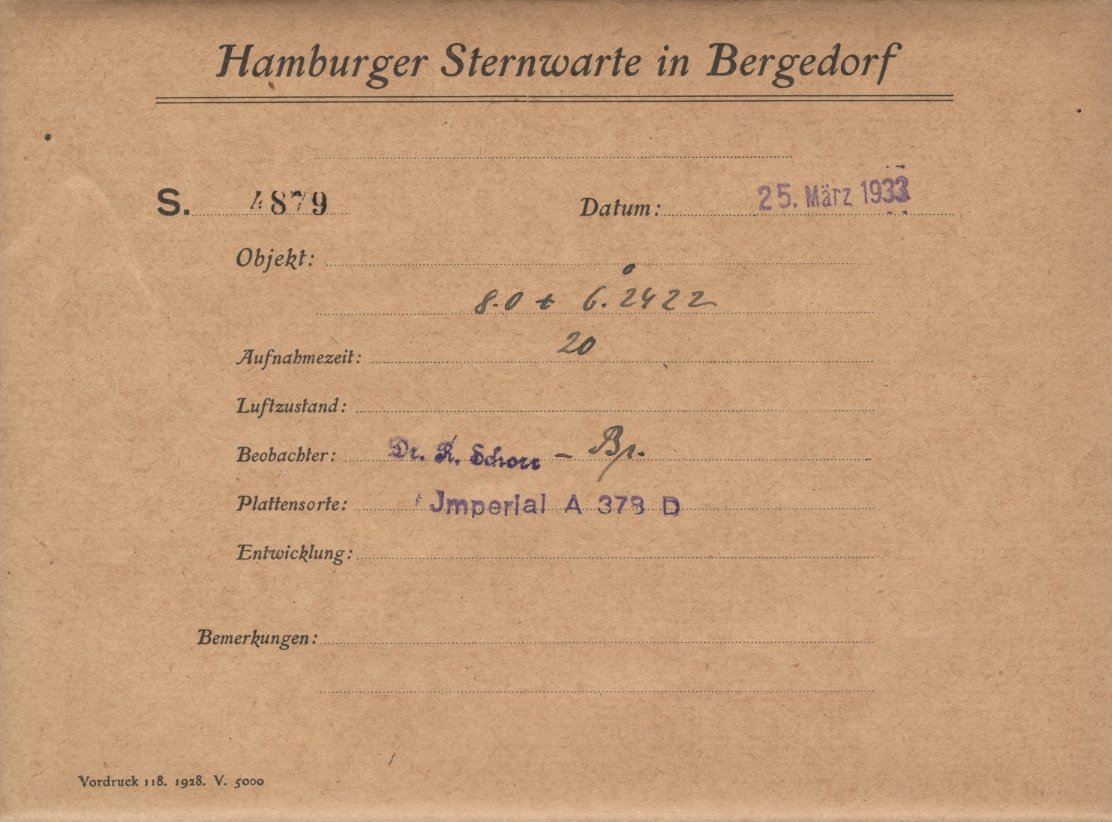 Hamburger Sternwarte in Bergedorf
S. 4879 Datum: 25. März 1933
Objekt:
8.0 + 6.°2422
Aufnahmezeit: 20
Luftzustand:
Beobachter: Dr. R. Schorr – Br.
Plattensorte: Jmperial A 378 D
Entwicklung:
Bemerkungen:
Vordruck 118. 1928. V. 5000